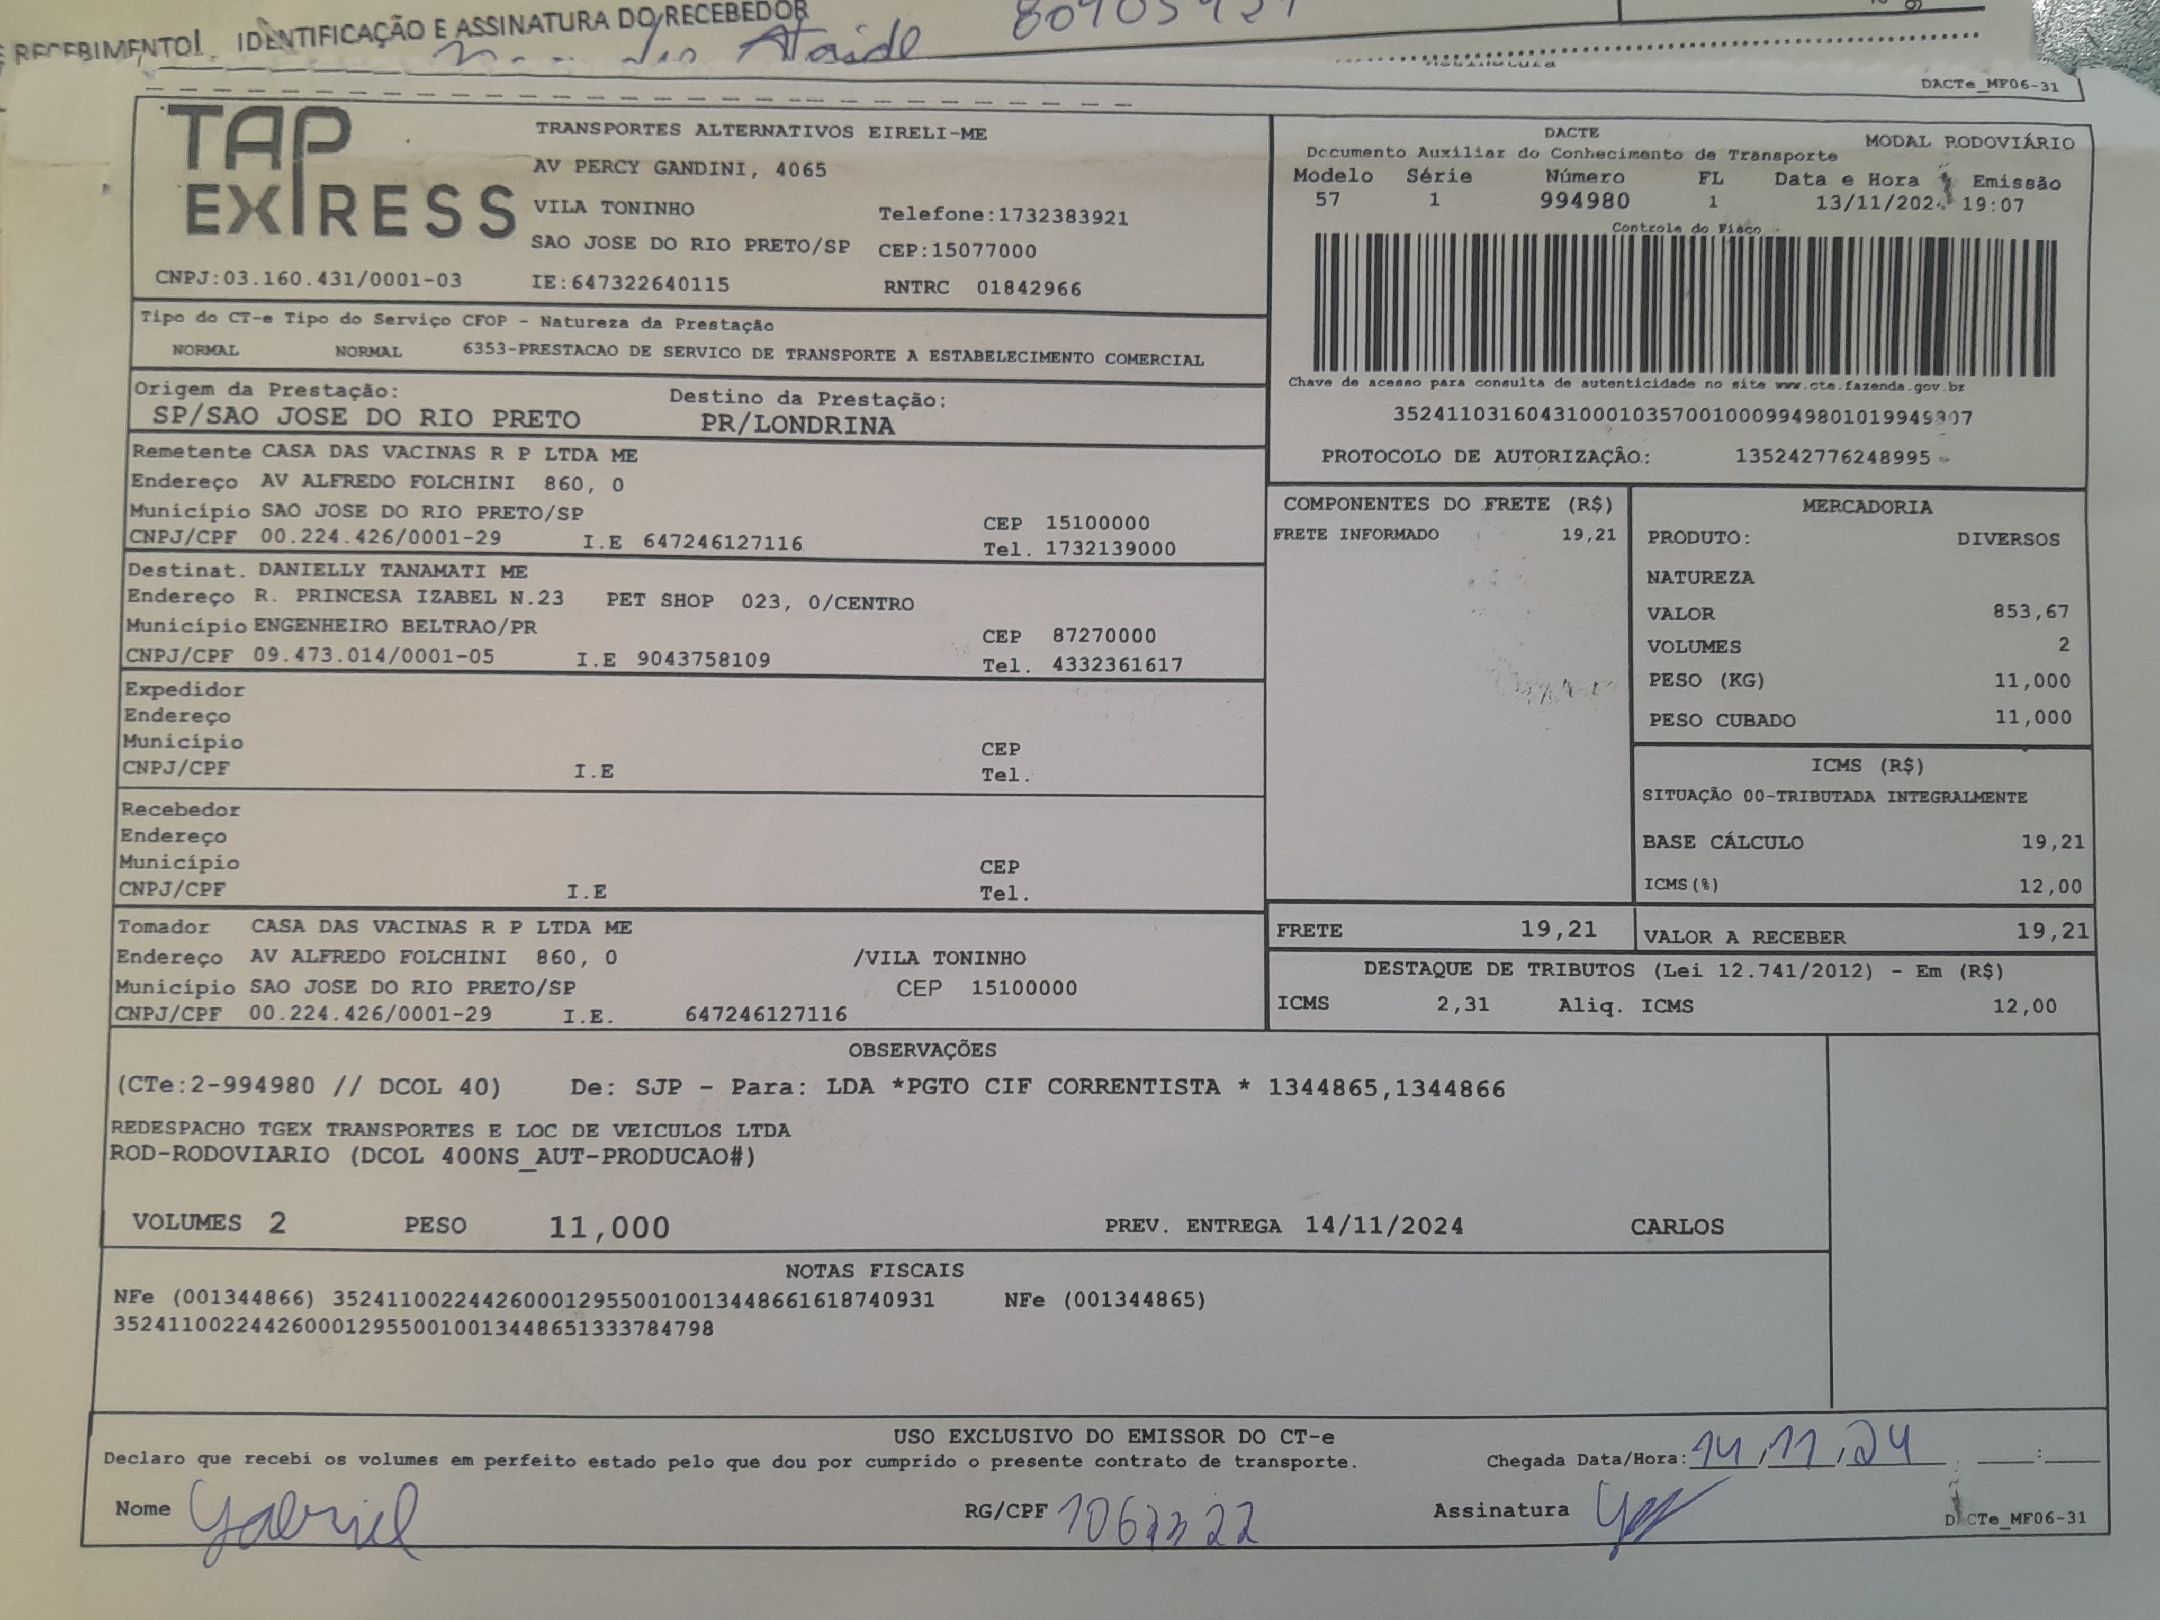 RECEBIMENTO IDENTIFICAÇÃO E ASSINATURA DO RECEBEDOR
Ataide
Assinatura
DACTe_MF06-31
TAP EXPRESS
TRANSPORTES ALTERNATIVOS EIRELI-ME
AV PERCY GANDINI, 4065
VILA TONINHO Telefone:1732383921
SAO JOSE DO RIO PRETO/SP CEP:15077000
CNPJ:03.160.431/0001-03 IE:647322640115 RNTRC 01842966
DACTE MODAL RODOVIÁRIO
Documento Auxiliar do Conhecimento de Transporte
Modelo Série Número FL Data e Hora Emissão
57 1 994980 1 13/11/202 19:07
Controle do Fisco
Chave de acesso para consulta de autenticidade no site www.cte.fazenda.gov.br
PROTOCOLO DE AUTORIZAÇÃO: 135242776248995
Tipo do CT-e Tipo do Serviço CFOP - Natureza da Prestação
NORMAL NORMAL 6353-PRESTACAO DE SERVICO DE TRANSPORTE A ESTABELECIMENTO COMERCIAL
Origem da Prestação: Destino da Prestação:
SP/SAO JOSE DO RIO PRETO PR/LONDRINA
Remetente CASA DAS VACINAS R P LTDA ME
Endereço AV ALFREDO FOLCHINI 860, 0
Município SAO JOSE DO RIO PRETO/SP CEP 15100000
CNPJ/CPF 00.224.426/0001-29 I.E 647246127116 Tel. 1732139000
Destinat. DANIELLY TANAMATI ME
Endereço R. PRINCESA IZABEL N.23 PET SHOP 023, 0/CENTRO
Município ENGENHEIRO BELTRAO/PR CEP 87270000
CNPJ/CPF 09.473.014/0001-05 I.E 9043758109 Tel. 4332361617
Expedidor
Endereço
Município CEP
CNPJ/CPF I.E Tel.
Recebedor
Endereço
Município CEP
CNPJ/CPF I.E Tel.
Tomador CASA DAS VACINAS R P LTDA ME
Endereço AV ALFREDO FOLCHINI 860, 0 /VILA TONINHO
Município SAO JOSE DO RIO PRETO/SP CEP 15100000
CNPJ/CPF 00.224.426/0001-29 I.E. 647246127116
COMPONENTES DO FRETE (R$)
FRETE INFORMADO 19,21
MERCADORIA
PRODUTO: DIVERSOS
NATUREZA
VALOR 853,67
VOLUMES 2
PESO (KG) 11,000
PESO CUBADO 11,000
ICMS (R$)
SITUAÇÃO 00-TRIBUTADA INTEGRALMENTE
BASE CÁLCULO 19,21
ICMS(%) 12,00
FRETE 19,21 VALOR A RECEBER 19,21
DESTAQUE DE TRIBUTOS (Lei 12.741/2012) - Em (R$)
ICMS 2,31 Aliq. ICMS 12,00
OBSERVAÇÕES
(CTe:2-994980 // DCOL 40) De: SJP - Para: LDA *PGTO CIF CORRENTISTA * 1344865,1344866
REDESPACHO TGEX TRANSPORTES E LOC DE VEICULOS LTDA
ROD-RODOVIARIO (DCOL 400NS_AUT-PRODUCAO#)
VOLUMES 2 PESO 11,000 PREV. ENTREGA 14/11/2024 CARLOS
NOTAS FISCAIS
NFe (001344866) 35241100224426000129550010013448661618740931 NFe (001344865)
35241100224426000129550010013448651333784798
USO EXCLUSIVO DO EMISSOR DO CT-e
Declaro que recebi os volumes em perfeito estado pelo que dou por cumprido o presente contrato de transporte. Chegada Data/Hora: 14,11,24 :
Nome Gabriel RG/CPF Assinatura DACTe_MF06-31